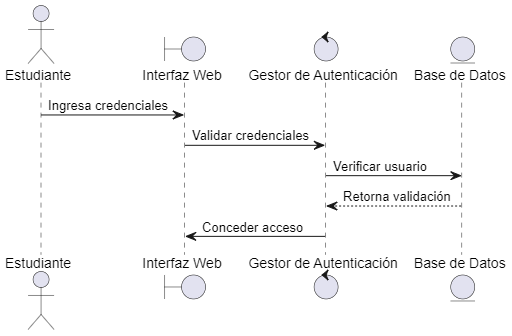 Estudiante
Interfaz Web
Gestor de Autenticación
Base de Datos
Ingresa credenciales
Validar credenciales
Verificar usuario
Retorna validación
Conceder acceso
Estudiante
Interfaz Web
Gestor de Autenticación
Base de Datos